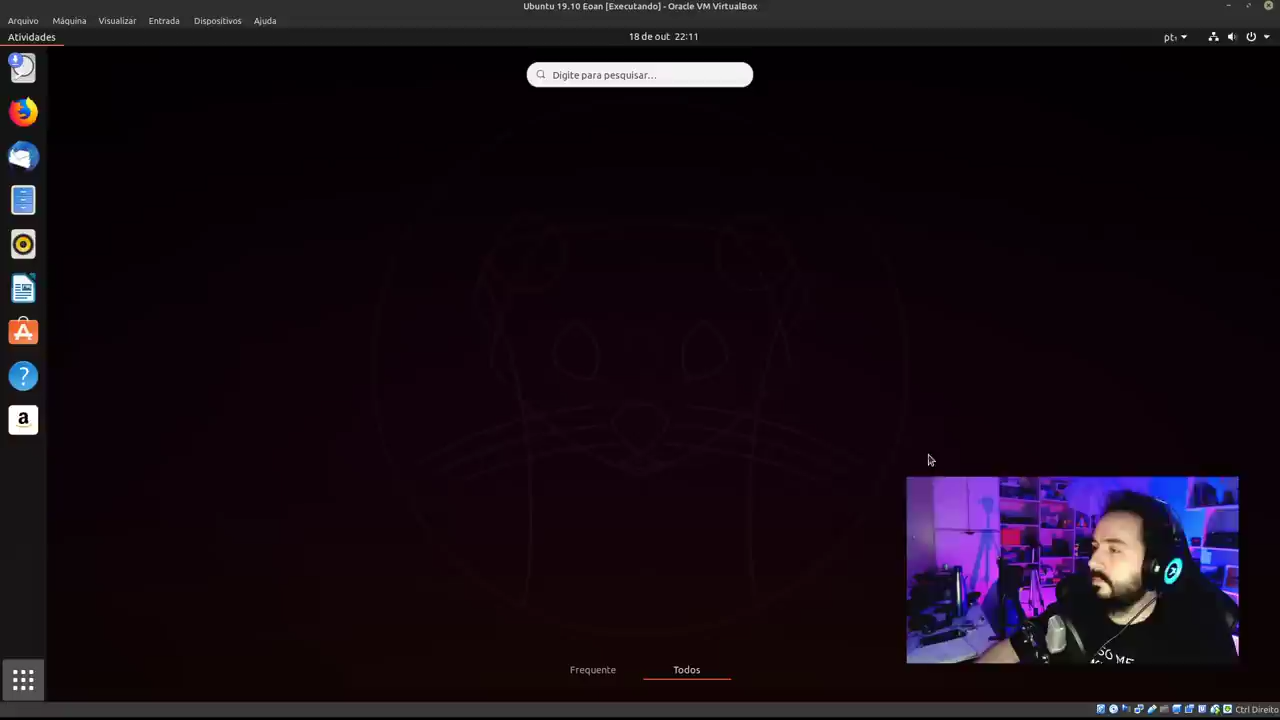 Ubuntu 19.10 Eoan [Executando] - Oracle VM VirtualBox
Arquivo Máquina Visualizar Entrada Dispositivos Ajuda
Atividades 18 de out 22:11 pt₁
Digite para pesquisar...
Frequente Todos
Ctrl Direito